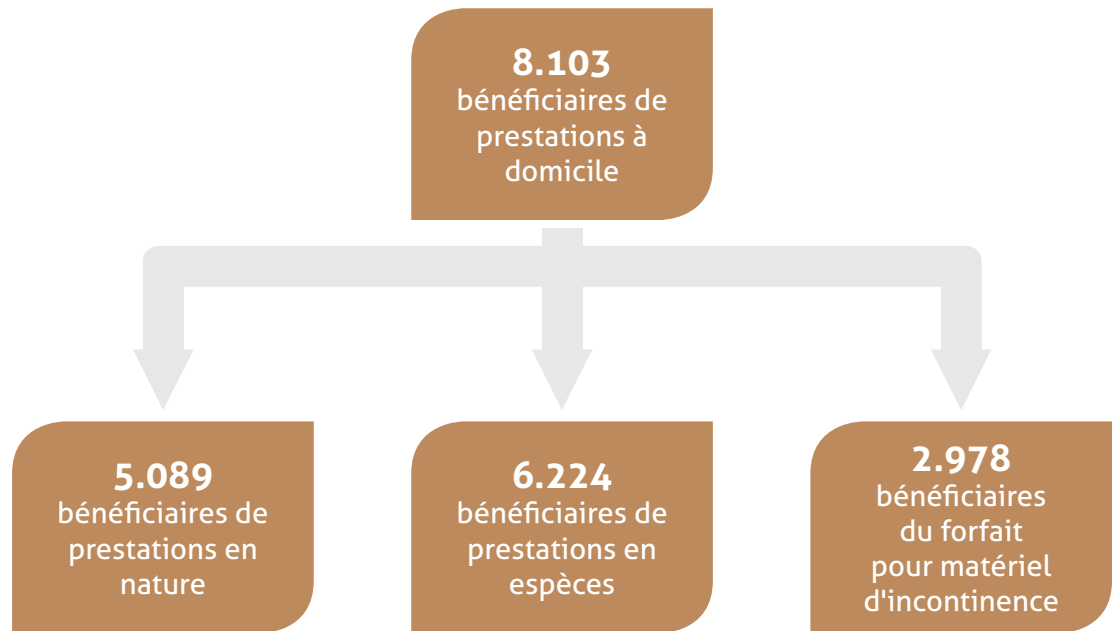 8.103
bénéficiaires de
prestations à
domicile
5.089
bénéficiaires de
prestations en
nature
6.224
bénéficiaires de
prestations en
espèces
2.978
bénéficiaires
du forfait
pour matériel
d'incontinence